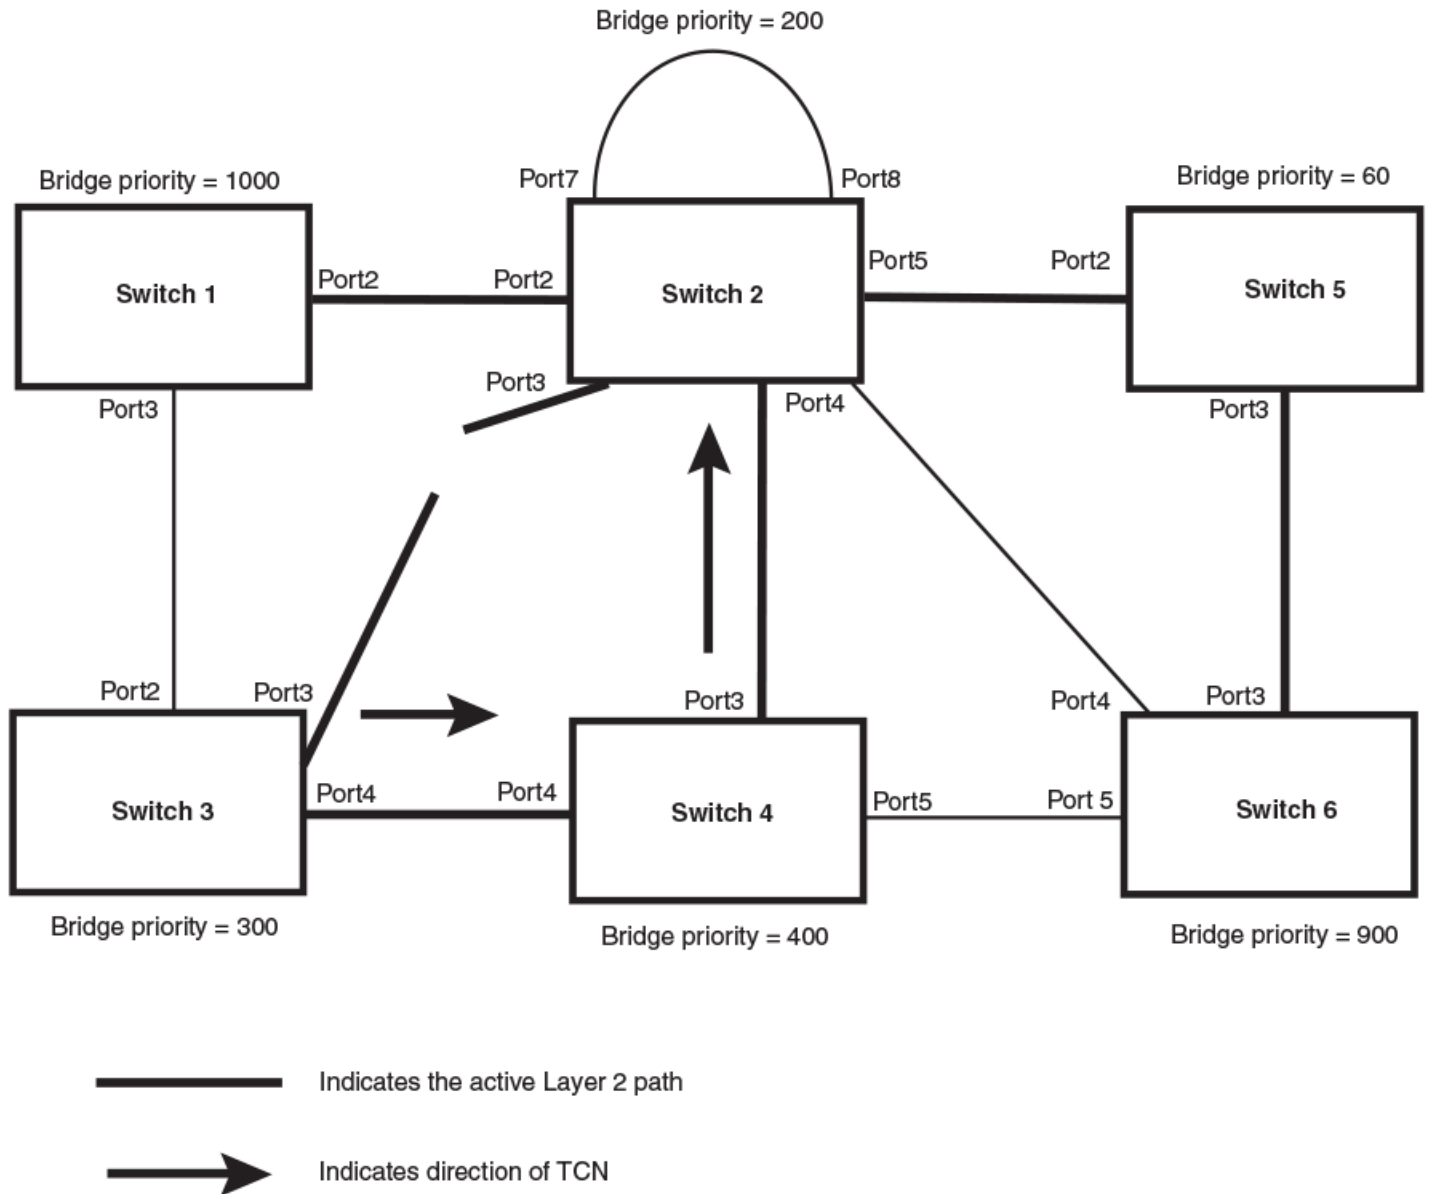 Bridge priority = 200
Bridge priority = 1000
Port7
Port8
Bridge priority = 60
Switch 1
Port2
Port2
Switch 2
Port5
Port2
Switch 5
Port3
Port3
Port4
Port3
Port2
Port3
Port3
Port4
Port3
Switch 3
Port4
Port4
Switch 4
Port5
Port 5
Switch 6
Bridge priority = 300
Bridge priority = 400
Bridge priority = 900
Indicates the active Layer 2 path
Indicates direction of TCN